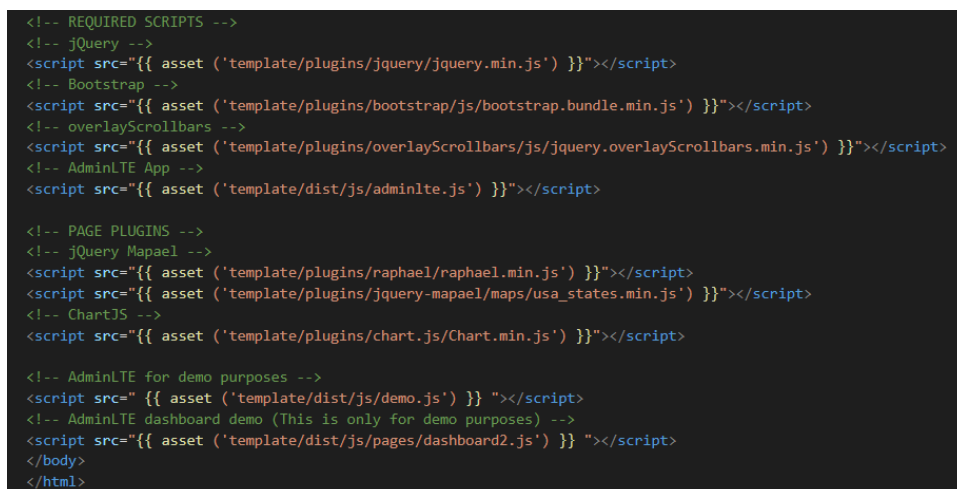 <!-- REQUIRED SCRIPTS -->
<!-- jQuery -->
<script src="{{ asset ('template/plugins/jquery/jquery.min.js') }}"></script>
<!-- Bootstrap -->
<script src="{{ asset ('template/plugins/bootstrap/js/bootstrap.bundle.min.js') }}"></script>
<!-- overlayScrollbars -->
<script src="{{ asset ('template/plugins/overlayScrollbars/js/jquery.overlayScrollbars.min.js') }}"></script>
<!-- AdminLTE App -->
<script src="{{ asset ('template/dist/js/adminlte.js') }}"></script>

<!-- PAGE PLUGINS -->
<!-- jQuery Mapael -->
<script src="{{ asset ('template/plugins/raphael/raphael.min.js') }}"></script>
<script src="{{ asset ('template/plugins/jquery-mapael/maps/usa_states.min.js') }}"></script>
<!-- ChartJS -->
<script src="{{ asset ('template/plugins/chart.js/Chart.min.js') }}"></script>

<!-- AdminLTE for demo purposes -->
<script src=" {{ asset ('template/dist/js/demo.js') }} "></script>
<!-- AdminLTE dashboard demo (This is only for demo purposes) -->
<script src="{{ asset ('template/dist/js/pages/dashboard2.js') }} "></script>
</body>
</html>